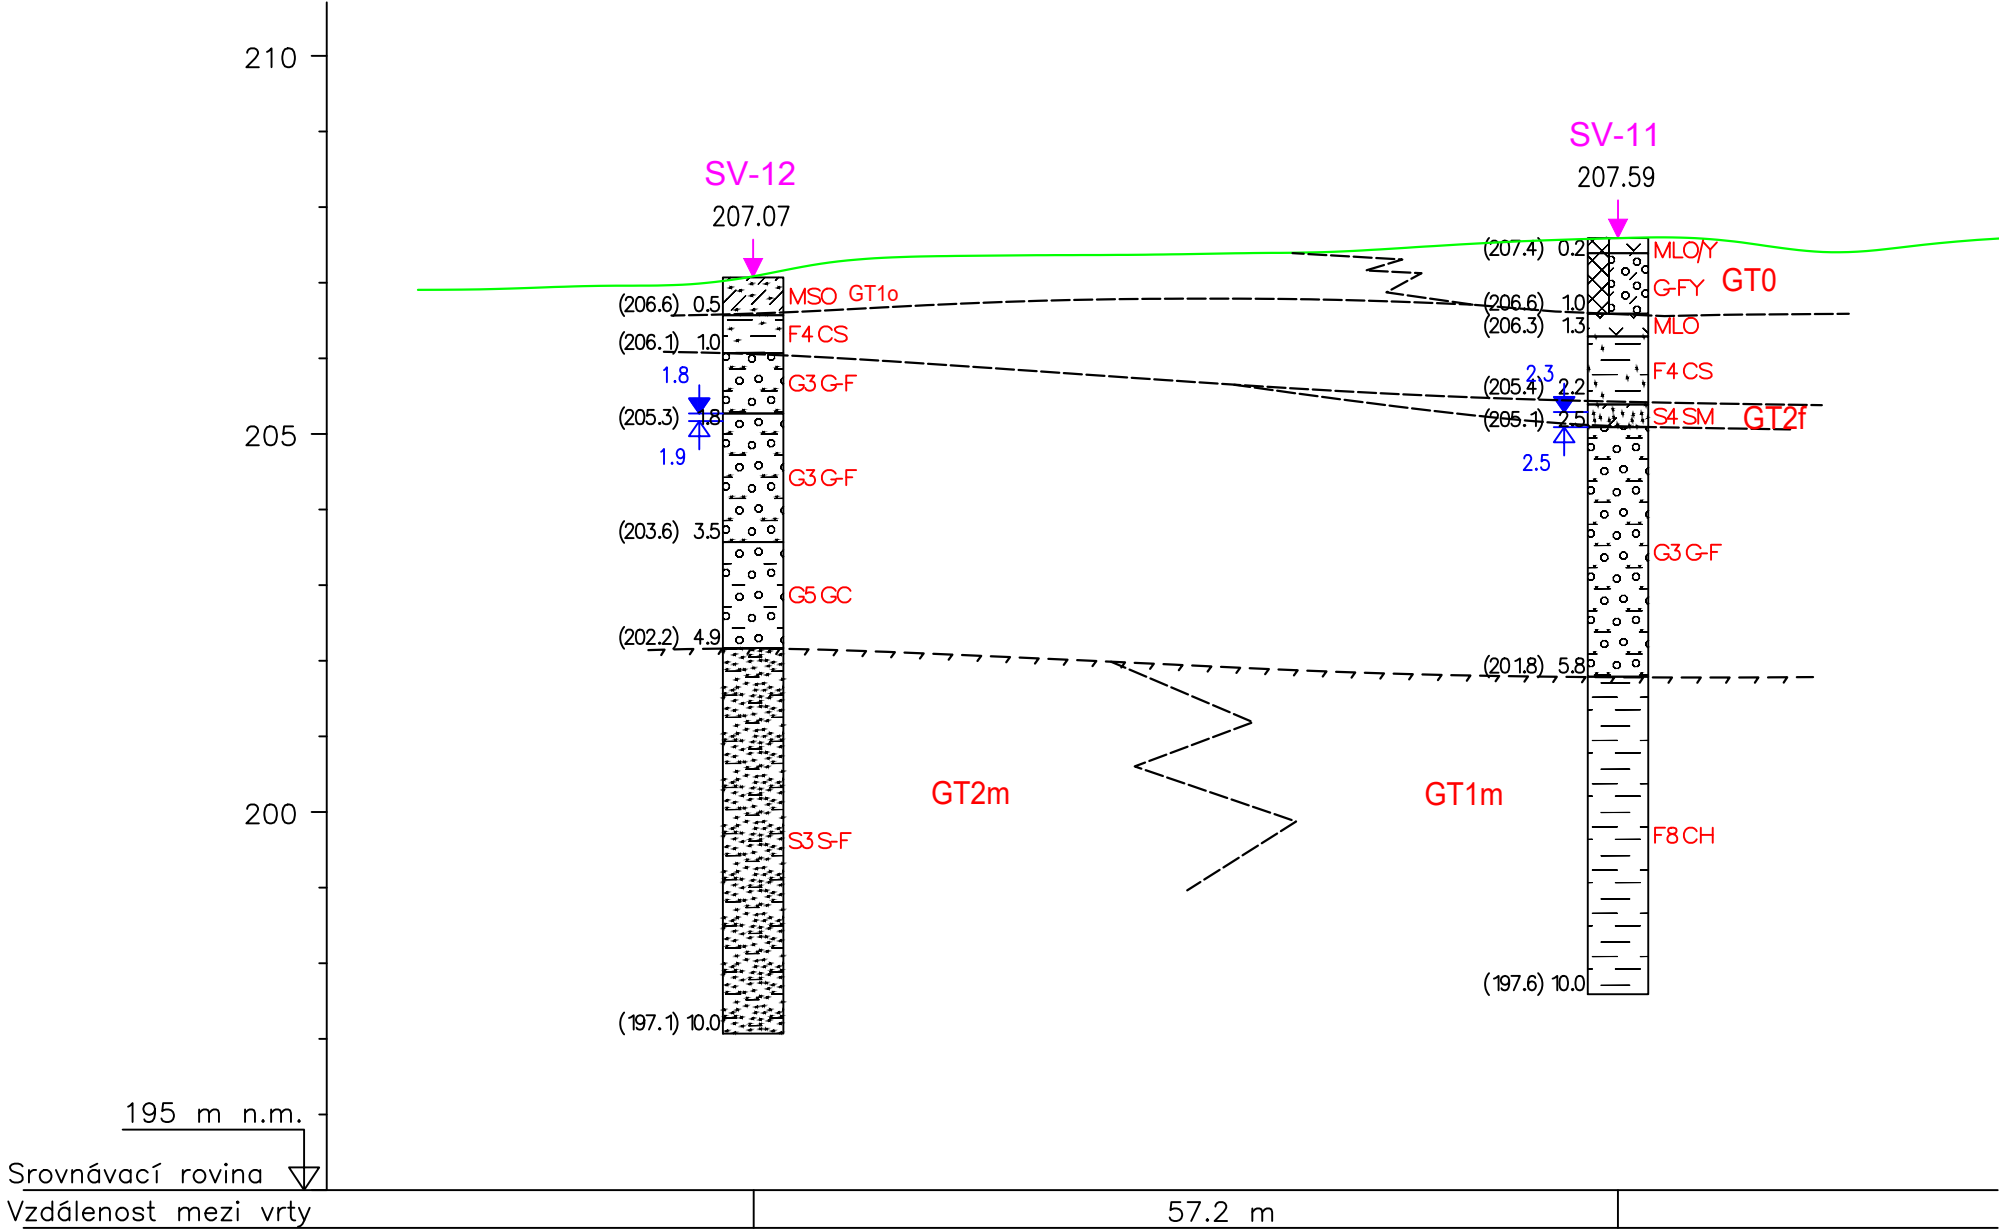 210
SV-11
207.59
SV-12
207.07
(207.4) 0.2
MLO/Y
G-FY
GT0
MSO GT1o
(206.6) 0.5
(206.6) 1.0
(206.3) 1.3
MLO
F4 CS
(206.1) 1.0
1.8
G3 G-F
2.3
F4 CS
(205.4) 2.2
(205.3) 1.8
(205.1) 2.5
S4 SM
GT2f
205
1.9
2.5
G3 G-F
(203.6) 3.5
G3 G-F
G5 GC
(202.2) 4.9
(201.8) 5.8
GT2m
GT1m
200
S3 S-F
F8 CH
(197.6) 10.0
(197.1) 10.0
195 m n.m.
Srovnávací rovina
Vzdálenost mezi vrty
57.2 m